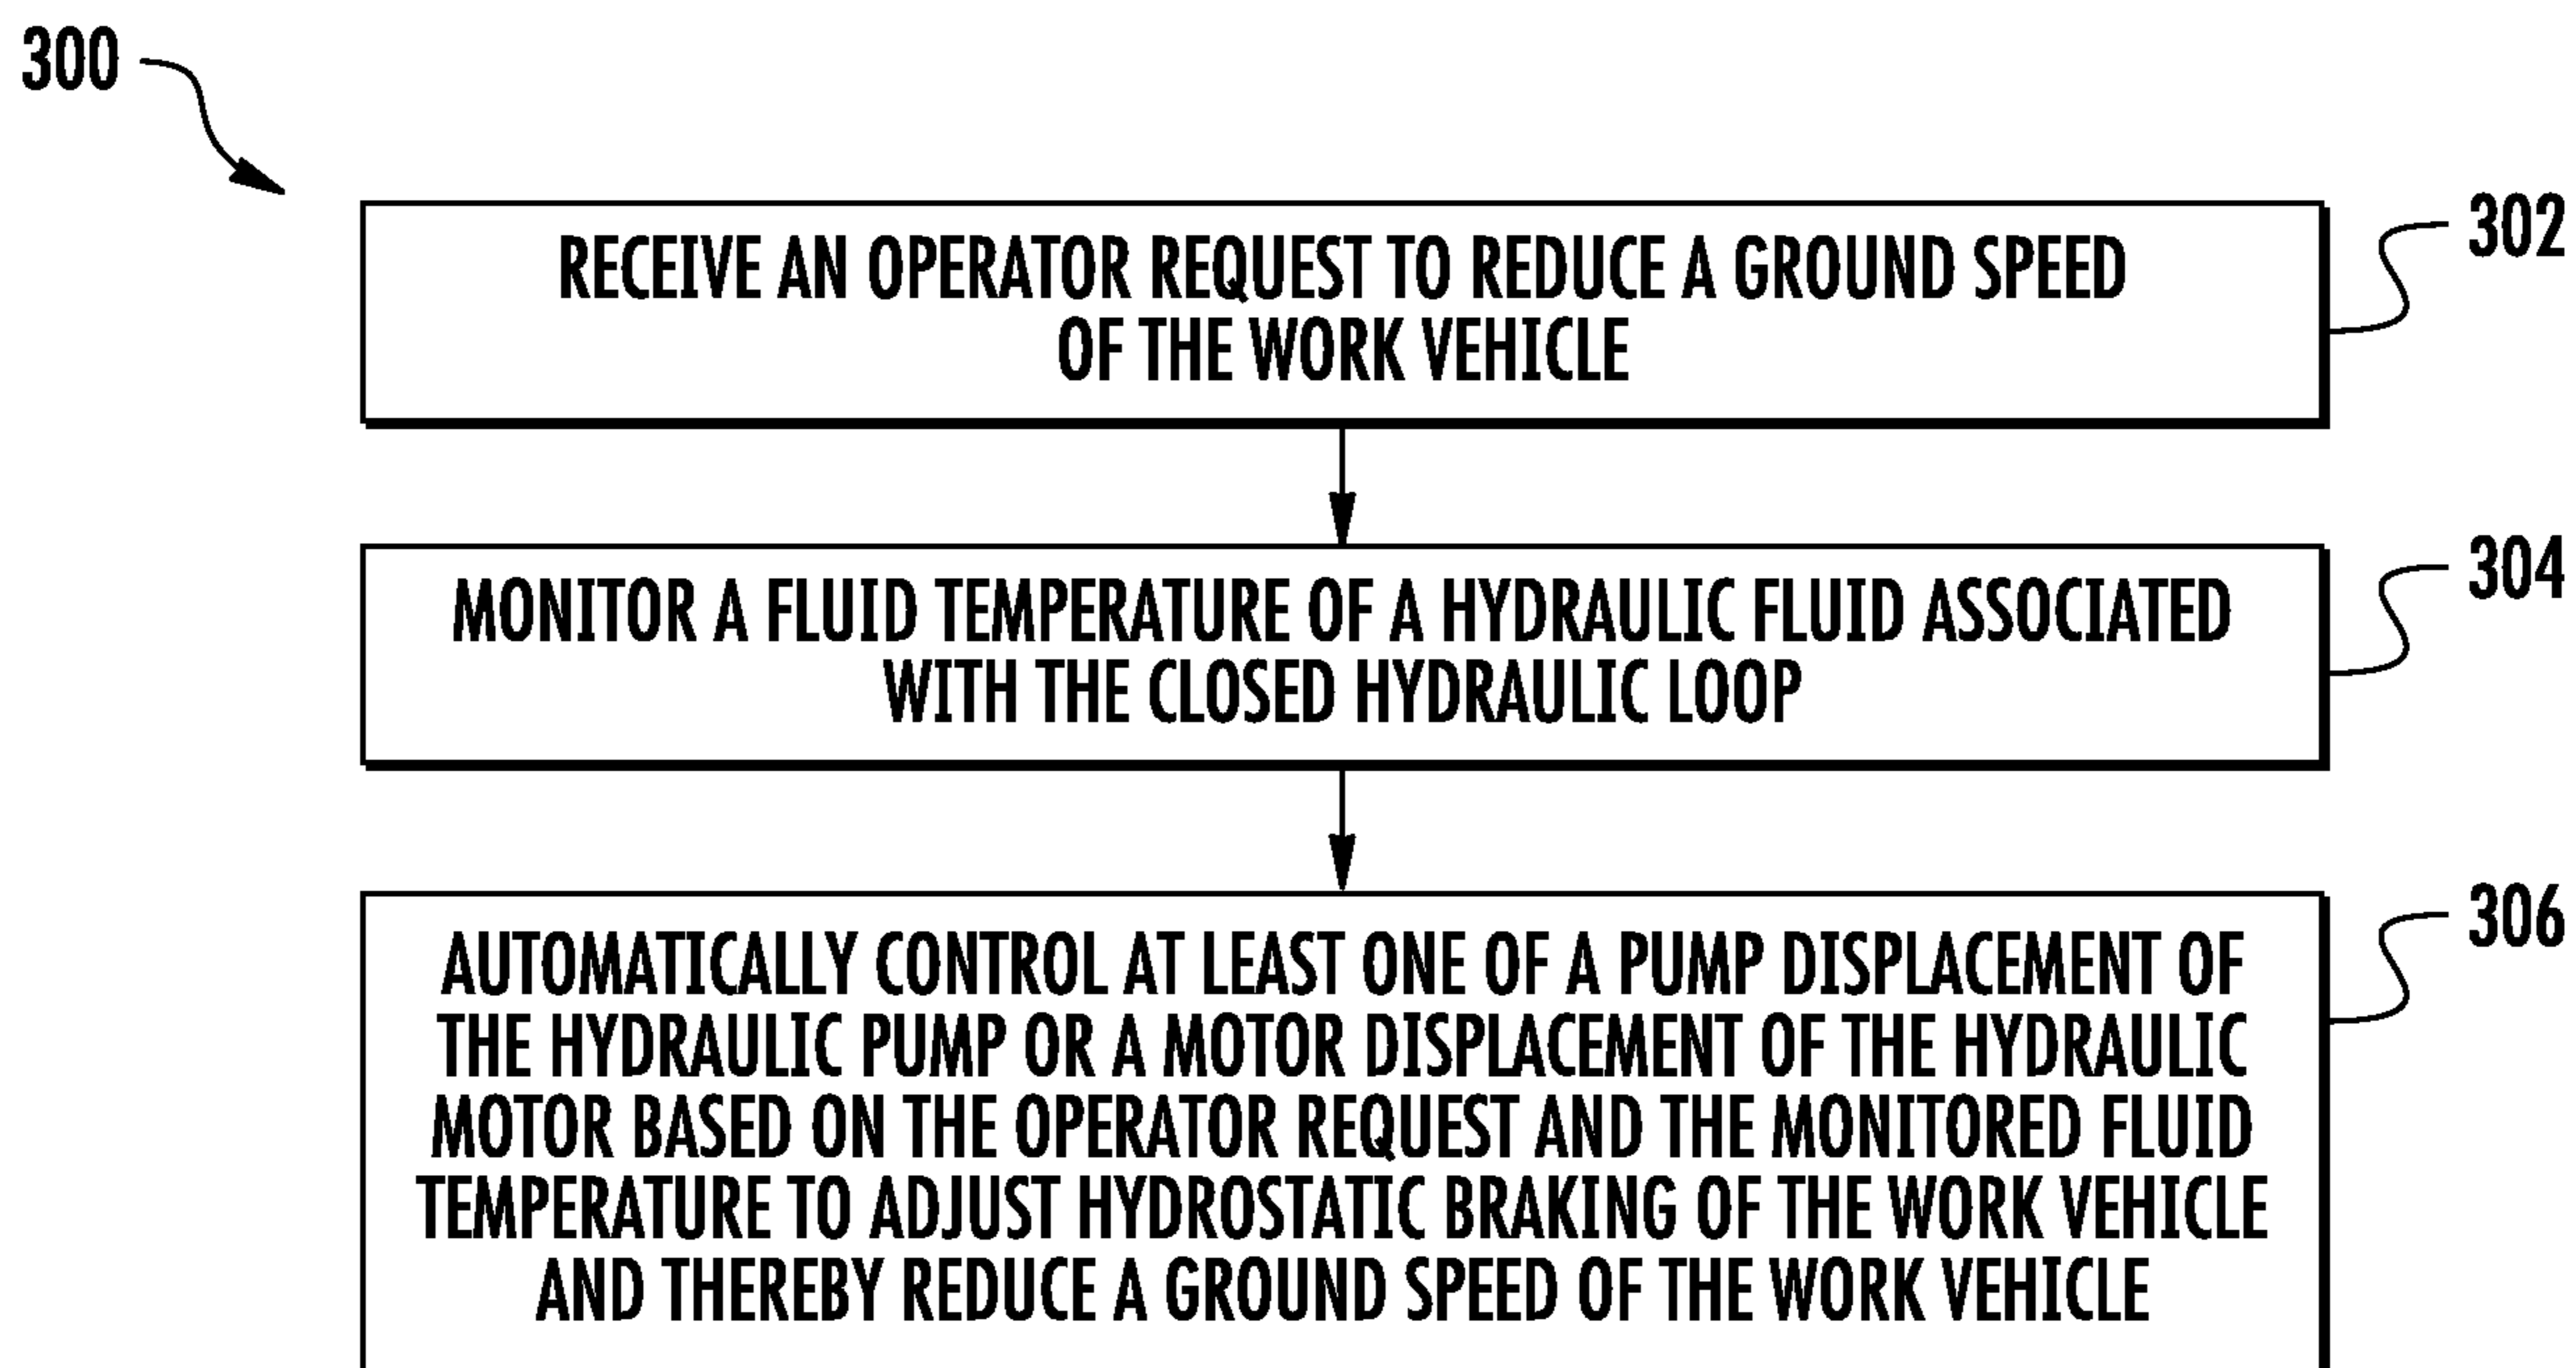 300
RECEIVE AN OPERATOR REQUEST TO REDUCE A GROUND SPEED
OF THE WORK VEHICLE
302
MONITOR A FLUID TEMPERATURE OF A HYDRAULIC FLUID ASSOCIATED
WITH THE CLOSED HYDRAULIC LOOP
304
AUTOMATICALLY CONTROL AT LEAST ONE OF A PUMP DISPLACEMENT OF
THE HYDRAULIC PUMP OR A MOTOR DISPLACEMENT OF THE HYDRAULIC
MOTOR BASED ON THE OPERATOR REQUEST AND THE MONITORED FLUID
TEMPERATURE TO ADJUST HYDROSTATIC BRAKING OF THE WORK VEHICLE
AND THEREBY REDUCE A GROUND SPEED OF THE WORK VEHICLE
306